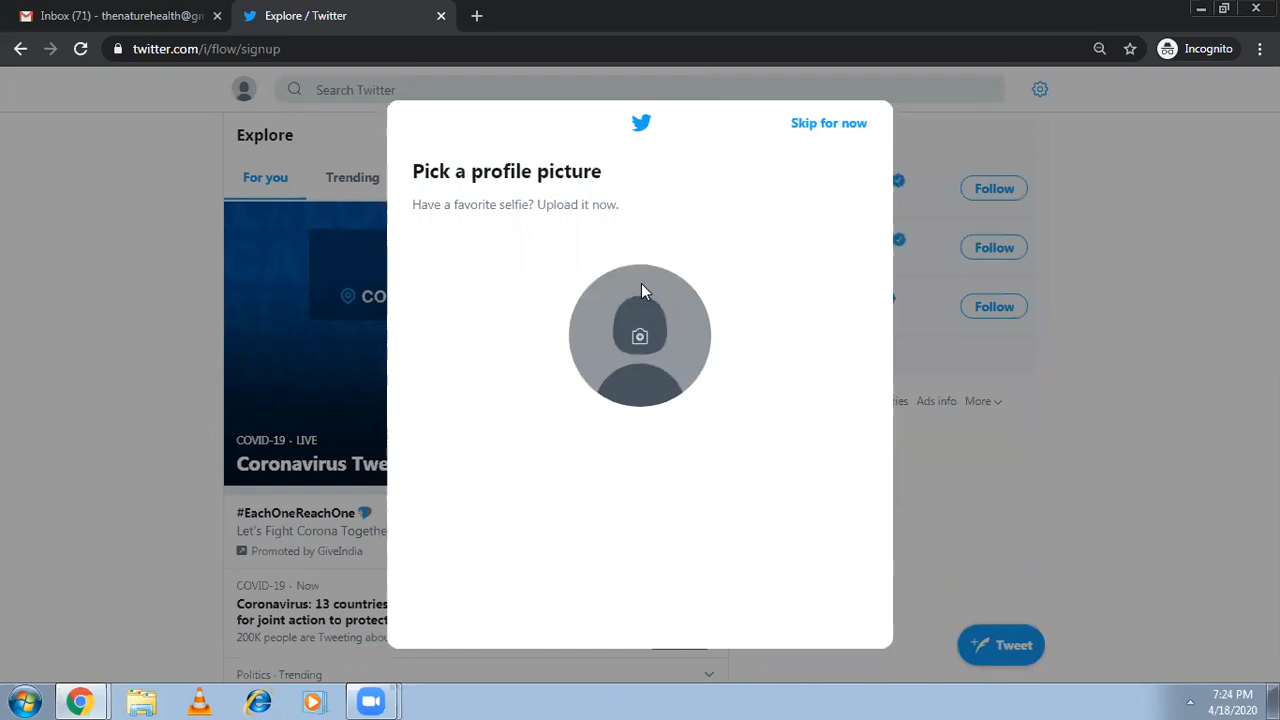 Inbox (71) - thenaturehealth@gm
Explore / Twitter
twitter.com/i/flow/signup
Incognito
Search Twitter
Skip for now
Explore
Pick a profile picture
For you
Trending
Have a favorite selfie? Upload it now.
Follow
Follow
Follow
CO
Ads info
More
COVID-19 · LIVE
Coronavirus Twe
#EachOneReachOne
Let's Fight Corona Togethe
Promoted by GiveIndia
COVID-19 · Now
Coronavirus: 13 countries
for joint action to protect
200K people are Tweeting abou
Tweet
Politics · Trending
7:24 PM
4/18/2020